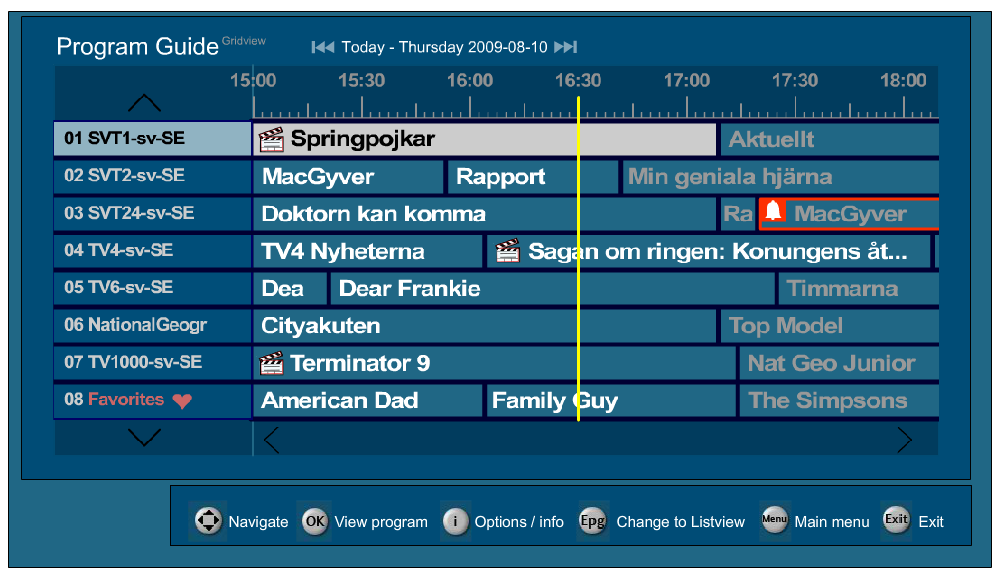 Program Guide Gridview Today - Thursday 2009-08-10
15:00 15:30 16:00 16:30 17:00 17:30 18:00
01 SVT1-sv-SE Springpojkar Aktuellt
02 SVT2-sv-SE MacGyver Rapport Min geniala hjärna
03 SVT24-sv-SE Doktorn kan komma Ra MacGyver
04 TV4-sv-SE TV4 Nyheterna Sagan om ringen: Konungens åt...
05 TV6-sv-SE Dea Dear Frankie Timmarna
06 NationalGeogr Cityakuten Top Model
07 TV1000-sv-SE Terminator 9 Nat Geo Junior
08 Favorites American Dad Family Guy The Simpsons
Navigate OK View program i Options / info Epg Change to Listview Menu Main menu Exit Exit